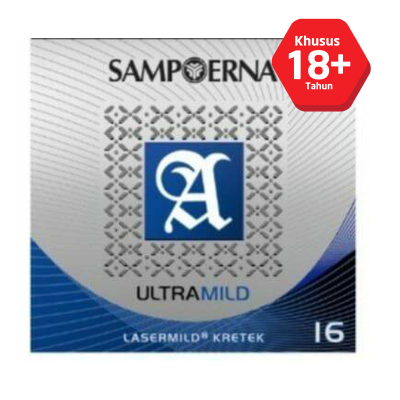 Khusus
18+
Tahun
SAMPOERNA
A
ULTRAMILD
LASERMILD® KRETEK
16